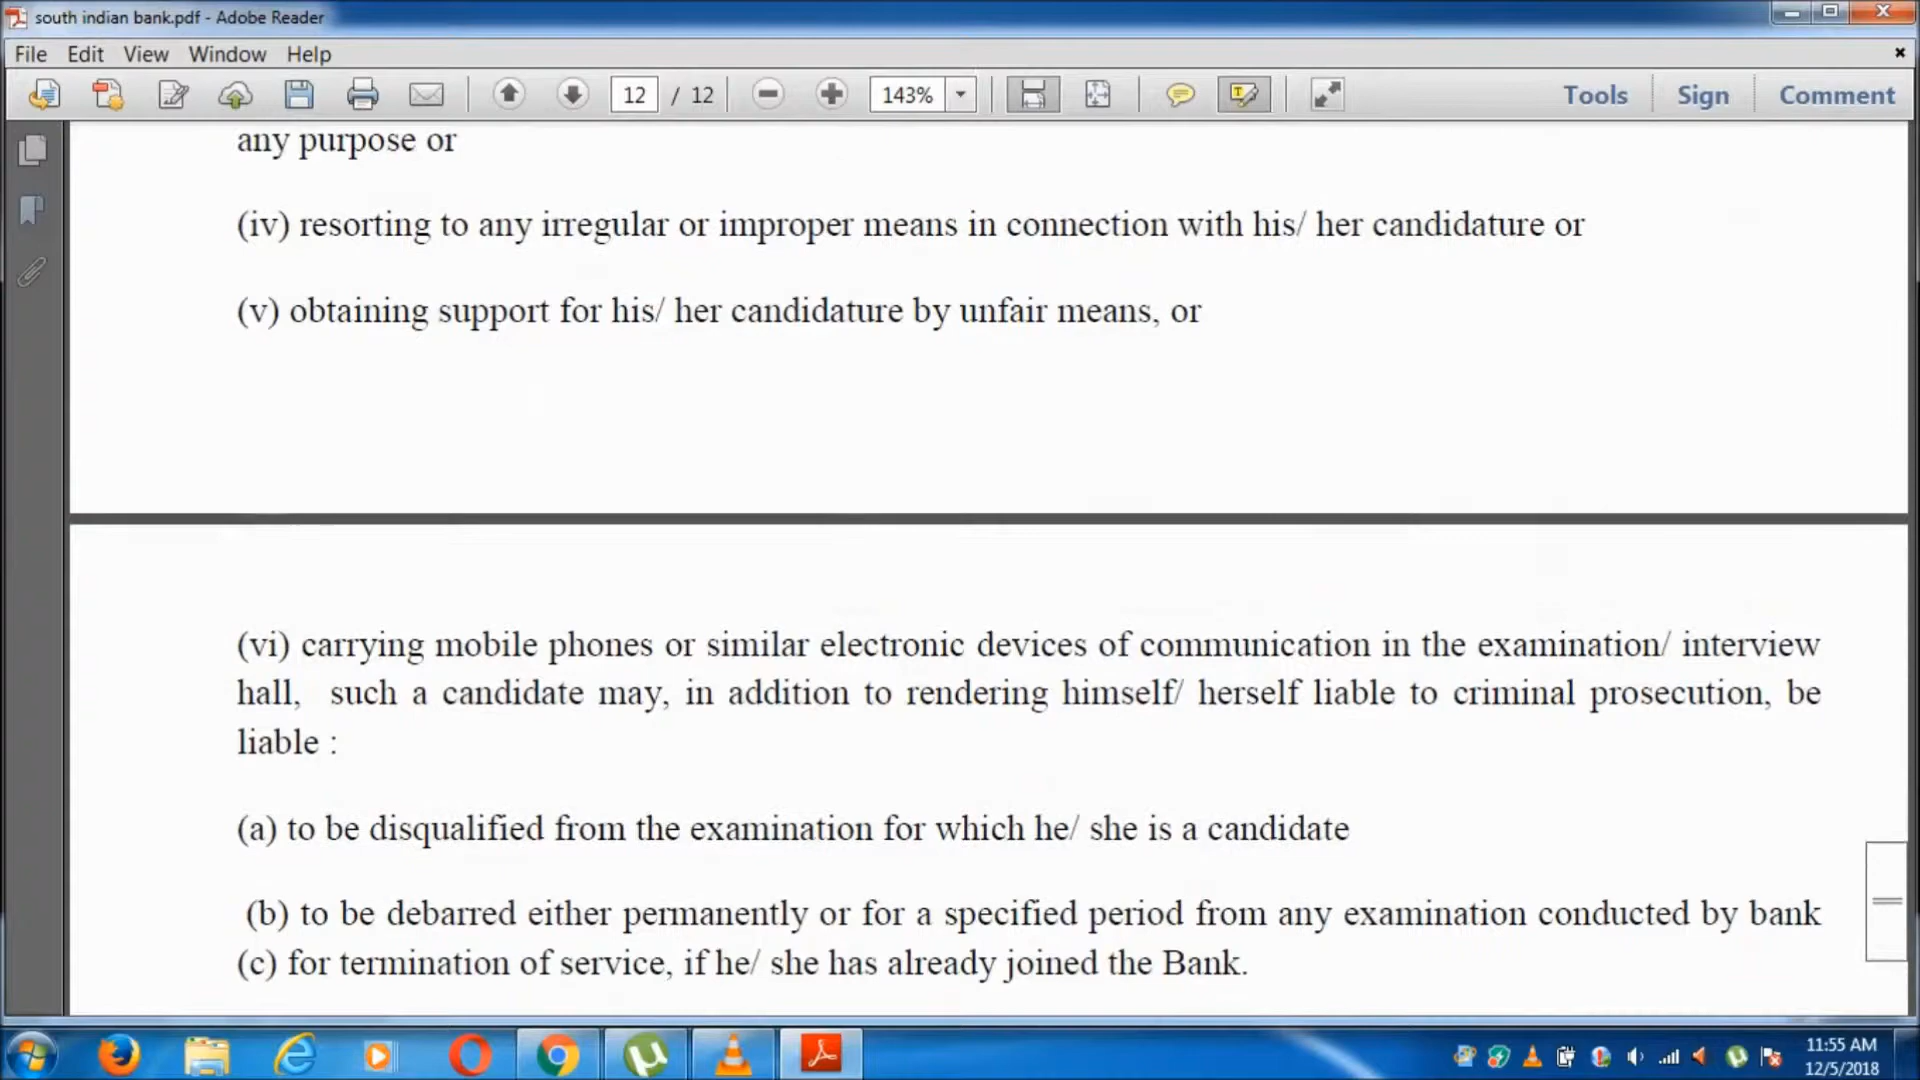 south indian bank.pdf - Adobe Reader
File Edit View Window Help
12 / 12 143% Tools Sign Comment
any purpose or
(iv) resorting to any irregular or improper means in connection with his/ her candidature or
(v) obtaining support for his/ her candidature by unfair means, or
(vi) carrying mobile phones or similar electronic devices of communication in the examination/ interview
hall, such a candidate may, in addition to rendering himself/ herself liable to criminal prosecution, be
liable :
(a) to be disqualified from the examination for which he/ she is a candidate
(b) to be debarred either permanently or for a specified period from any examination conducted by bank
(c) for termination of service, if he/ she has already joined the Bank.
11:55 AM
12/5/2018